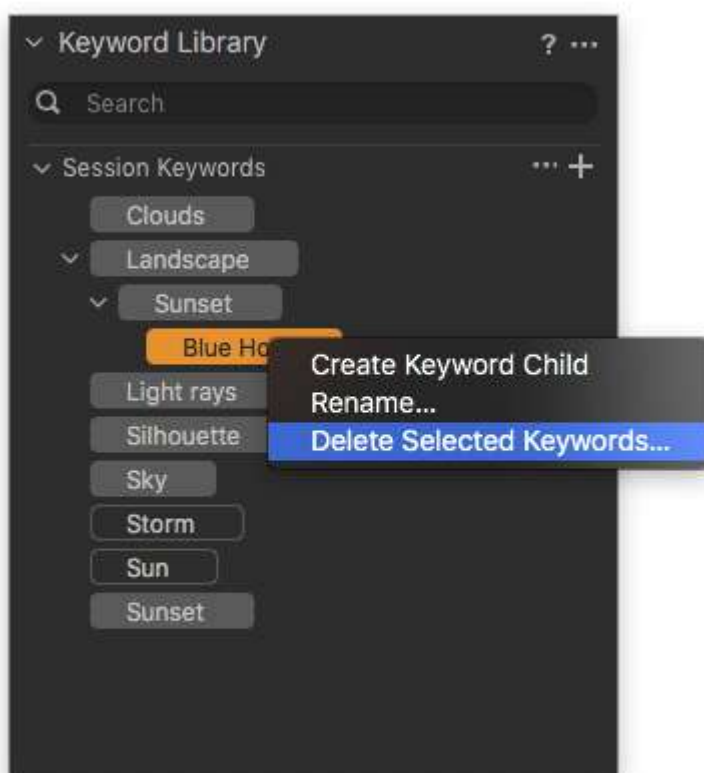 Keyword Library ? ...
Search
Session Keywords ... +
Clouds
Landscape
Sunset
Blue
Create Keyword Child
Rename...
Light rays
Silhouette
Delete Selected Keywords...
Sky
Storm
Sun
Sunset